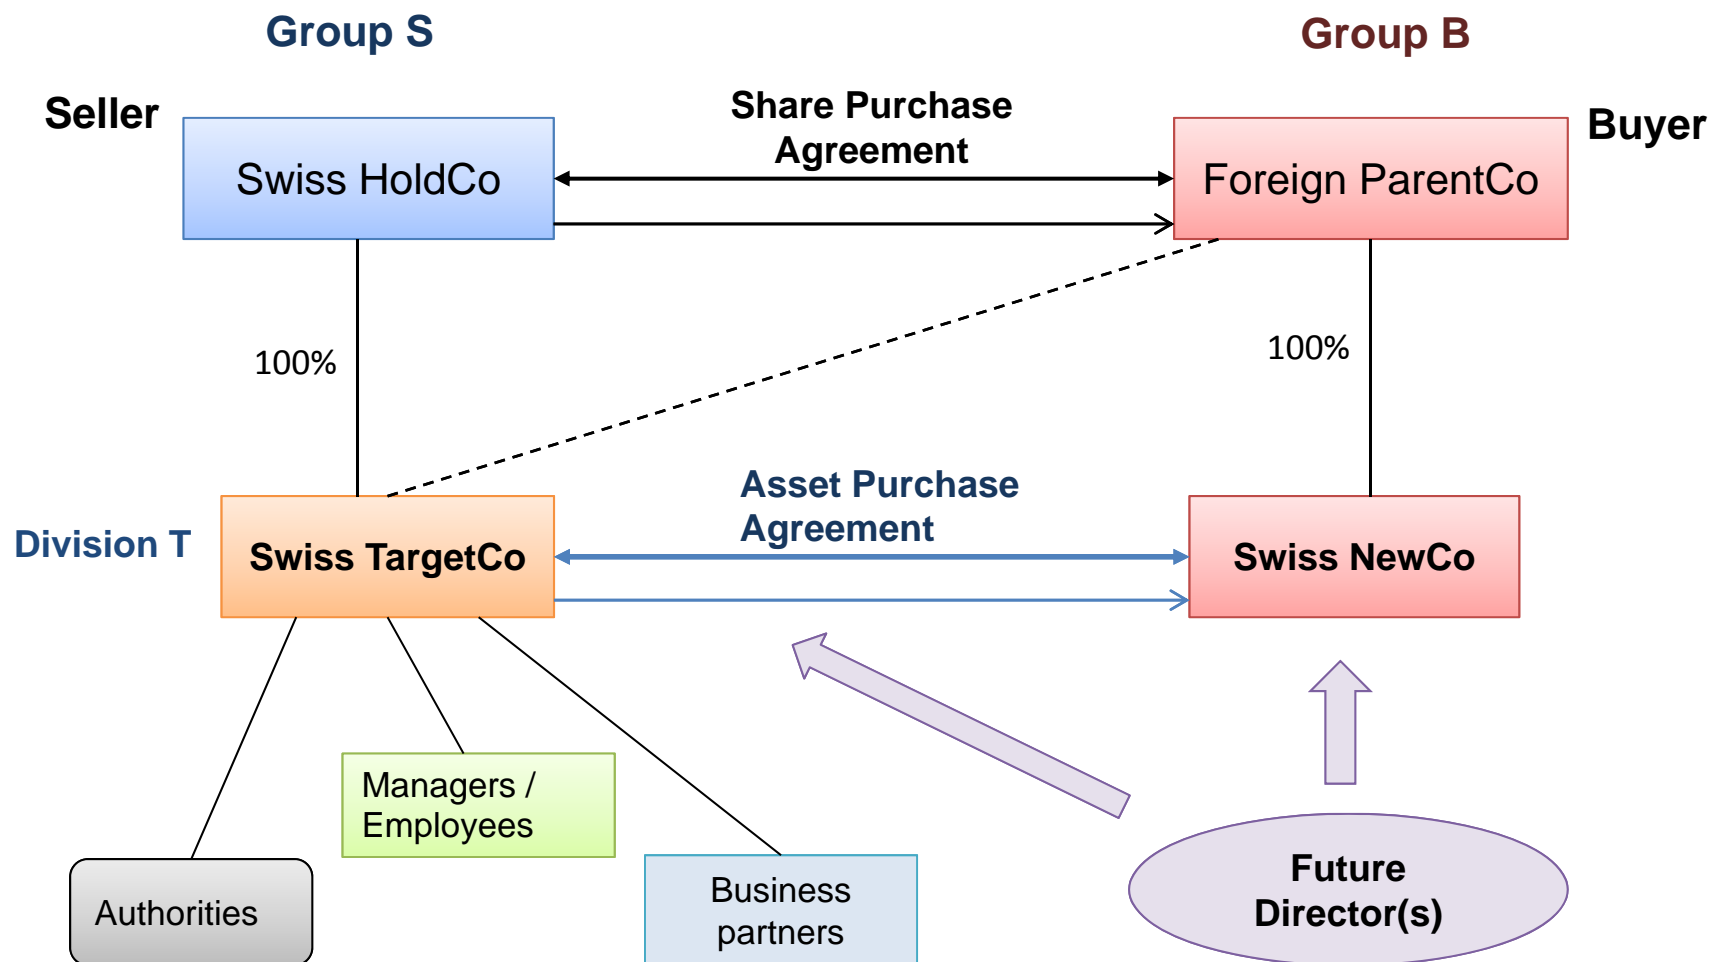 Group S
Group B
Seller
Share Purchase
Agreement
Buyer
Swiss HoldCo
Foreign ParentCo
100%
100%
Division T
Asset Purchase
Agreement
Swiss TargetCo
Swiss NewCo
Managers /
Employees
Authorities
Business
partners
Future
Director(s)